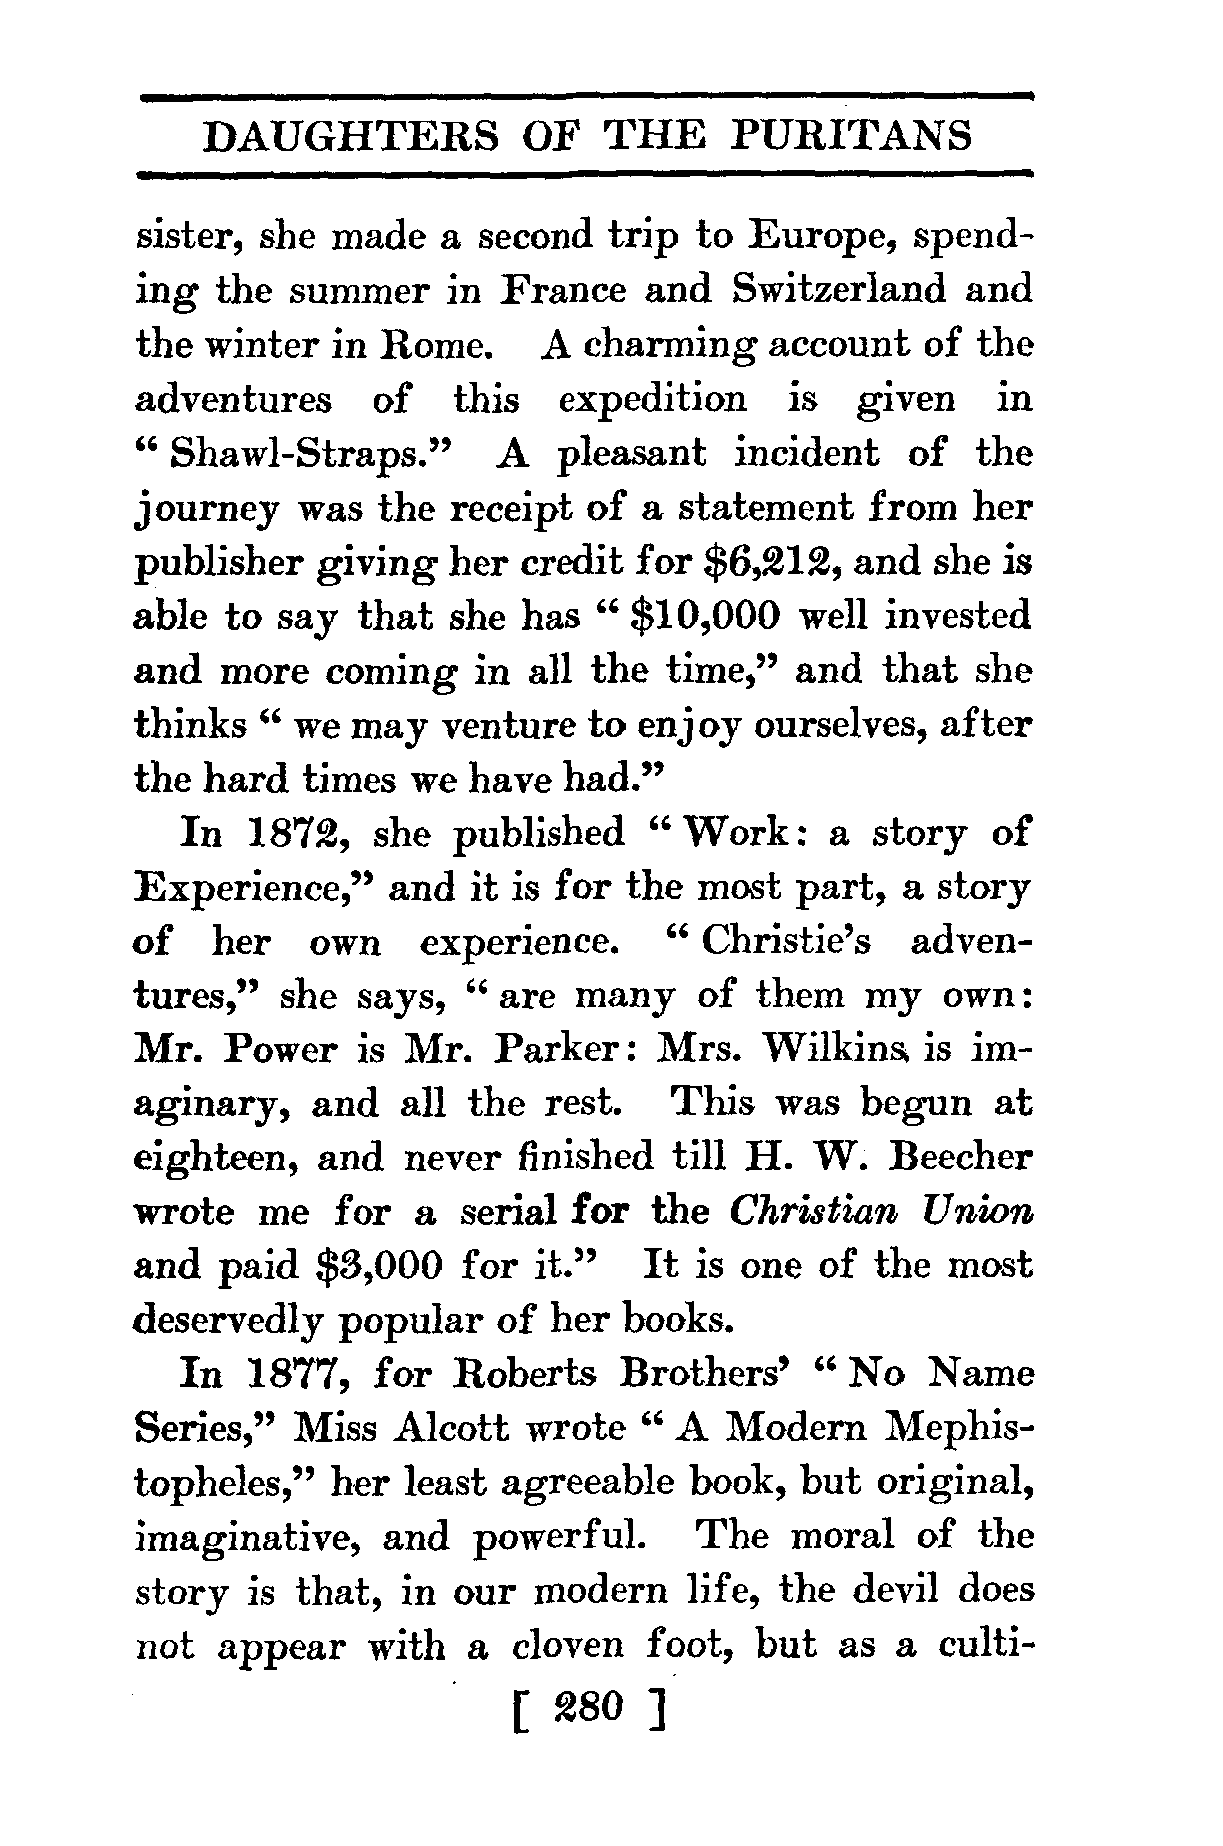 DAUGHTERS OF THE PURITANS
sister, she made a second trip to Europe, spend-
ing the summer in France and Switzerland and
the winter in Rome. A charming account of the
adventures of this expedition is given in
“ Shawl-Straps.” A pleasant incident of the
journey was the receipt of a statement from her
publisher giving her credit for $6,212, and she is
able to say that she has “ $10,000 well invested
and more coming in all the time,” and that she
thinks “ we may venture to enjoy ourselves, after
the hard times we have had.”
In 1872, she published “ Work: a story of
Experience,” and it is for the most part, a story
of her own experience. “ Christie’s adven-
tures,” she says, “ are many of them my own:
Mr. Power is Mr. Parker: Mrs. Wilkins is im-
aginary, and all the rest. This was begun at
eighteen, and never finished till H. W. Beecher
wrote me for a serial for the Christian Union
and paid $3,000 for it.” It is one of the most
deservedly popular of her books.
In 1877, for Roberts Brothers’ “ No Name
Series,” Miss Alcott wrote “ A Modern Mephis-
topheles,” her least agreeable book, but original,
imaginative, and powerful. The moral of the
story is that, in our modern life, the devil does
not appear with a cloven foot, but as a culti-
[ 280 ]